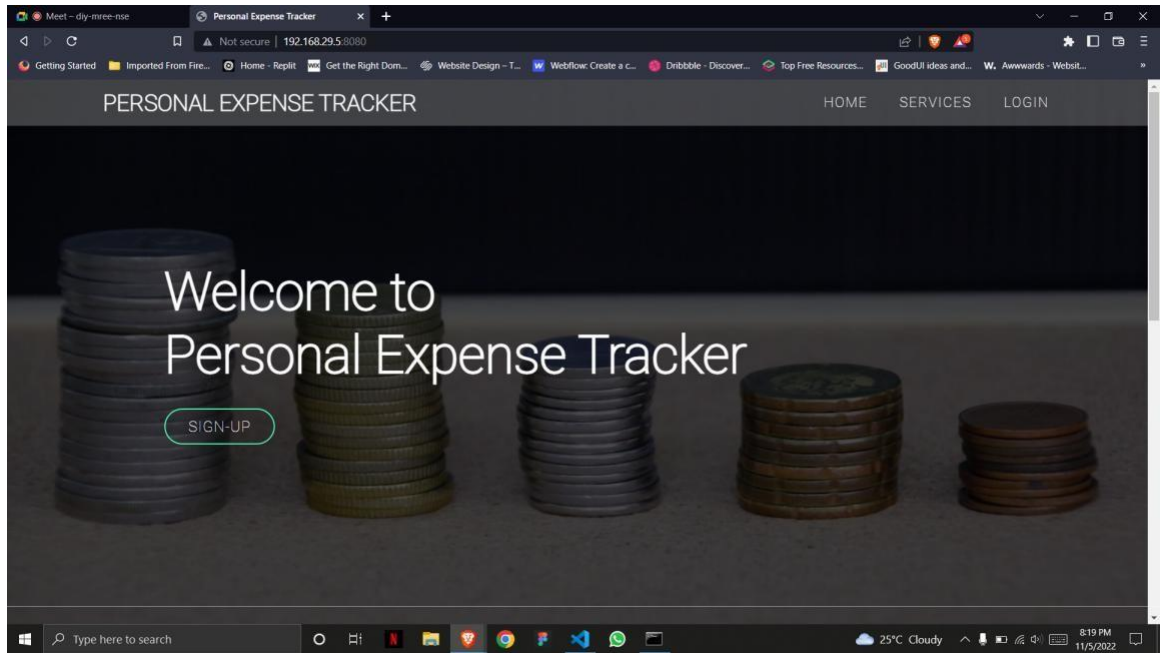 Meet – diy-mree-nse
Personal Expense Tracker
Not secure | 192.168.29.5:8080
Getting Started
Imported From Fire...
Home - Replit
Get the Right Dom...
Website Design – T...
Webflow: Create a c...
Dribbble - Discover...
Top Free Resources...
GoodUI ideas and...
W. Awwwards - Websit...
»
PERSONAL EXPENSE TRACKER
HOME
SERVICES
LOGIN
Welcome to
Personal Expense Tracker
SIGN-UP
Type here to search
25°C Cloudy
8:19 PM
11/5/2022